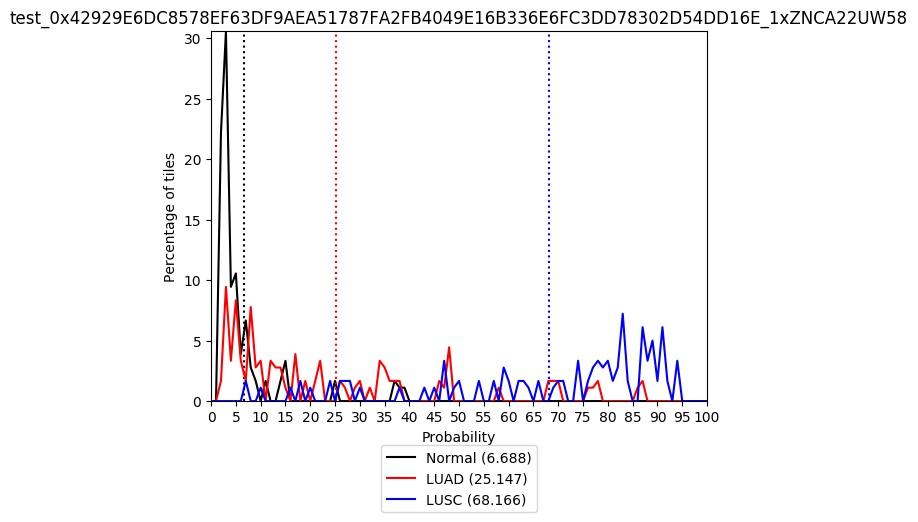 test_0x42929E6DC8578EF63DF9AEA51787FA2FB4049E16B336E6FC3DD78302D54DD16E_1xZNCA22UW58
30
25
20
15
10
5
0
Percentage of tiles
0 5 10 15 20 25 30 35 40 45 50 55 60 65 70 75 80 85 90 95 100
Probability
Normal (6.688)
LUAD (25.147)
LUSC (68.166)